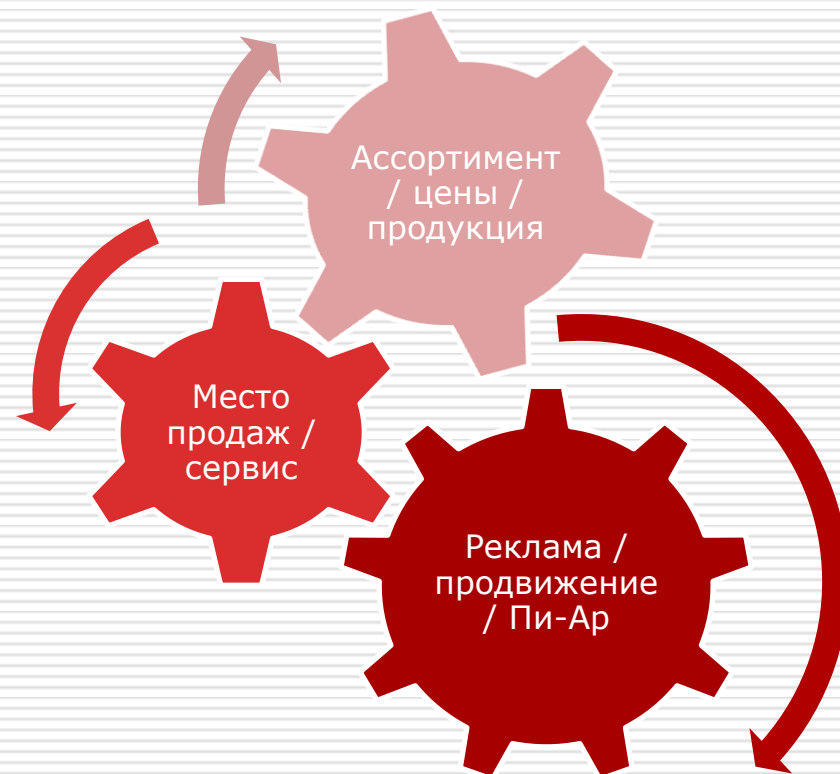 Ассортимент
/ цены /
продукция
Место
продаж /
сервис
Реклама /
продвижение
/ Пи-Ар